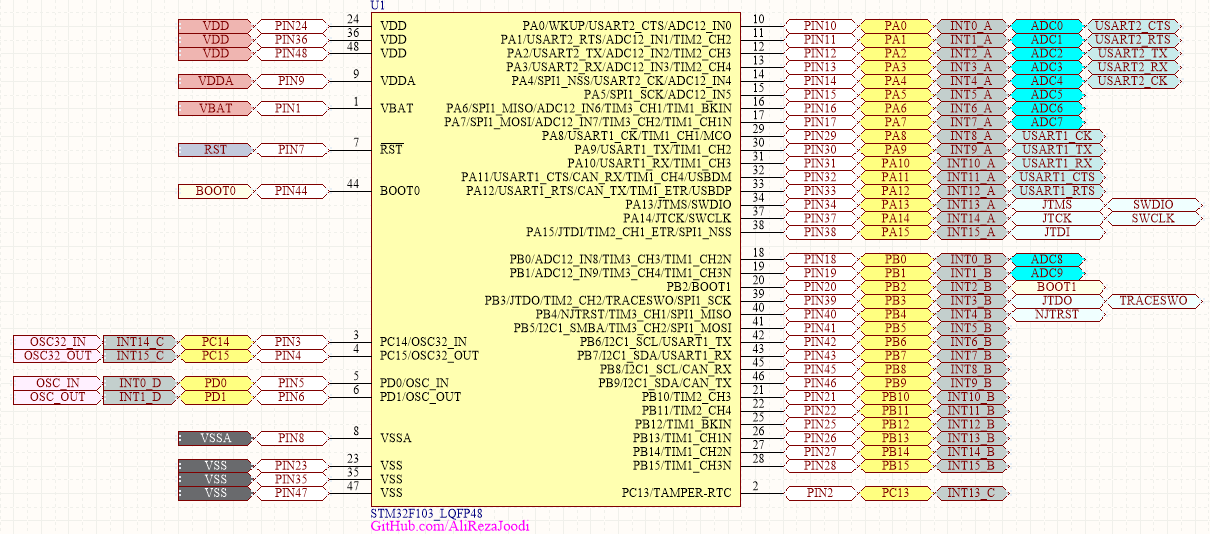 U1
VDD PIN24 24 VDD PA0/WKUP/USART2_CTS/ADC12_IN0 10 PIN10 PA0 INT0_A ADC0 USART2_CTS
VDD PIN36 36 VDD PA1/USART2_RTS/ADC12_IN1/TIM2_CH2 11 PIN11 PA1 INT1_A ADC1 USART2_RTS
VDD PIN48 48 VDD PA2/USART2_TX/ADC12_IN2/TIM2_CH3 12 PIN12 PA2 INT2_A ADC2 USART2_TX
PA3/USART2_RX/ADC12_IN3/TIM2_CH4 13 PIN13 PA3 INT3_A ADC3 USART2_RX
VDDA PIN9 9 VDDA PA4/SPI1_NSS/USART2_CK/ADC12_IN4 14 PIN14 PA4 INT4_A ADC4 USART2_CK
PA5/SPI1_SCK/ADC12_IN5 15 PIN15 PA5 INT5_A ADC5
VBAT PIN1 1 VBAT PA6/SPI1_MISO/ADC12_IN6/TIM3_CH1/TIM1_BKIN 16 PIN16 PA6 INT6_A ADC6
PA7/SPI1_MOSI/ADC12_IN7/TIM3_CH2/TIM1_CH1N 17 PIN17 PA7 INT7_A ADC7
PA8/USART1_CK/TIM1_CH1/MCO 29 PIN29 PA8 INT8_A USART1_CK
RST PIN7 7 RST PA9/USART1_TX/TIM1_CH2 30 PIN30 PA9 INT9_A USART1_TX
PA10/USART1_RX/TIM1_CH3 31 PIN31 PA10 INT10_A USART1_RX
PA11/USART1_CTS/CAN_RX/TIM1_CH4/USBDM 32 PIN32 PA11 INT11_A USART1_CTS
BOOT0 PIN44 44 BOOT0 PA12/USART1_RTS/CAN_TX/TIM1_ETR/USBDP 33 PIN33 PA12 INT12_A USART1_RTS
PA13/JTMS/SWDIO 34 PIN34 PA13 INT13_A JTMS SWDIO
PA14/JTCK/SWCLK 37 PIN37 PA14 INT14_A JTCK SWCLK
PA15/JTDI/TIM2_CH1_ETR/SPI1_NSS 38 PIN38 PA15 INT15_A JTDI
PB0/ADC12_IN8/TIM3_CH3/TIM1_CH2N 18 PIN18 PB0 INT0_B ADC8
PB1/ADC12_IN9/TIM3_CH4/TIM1_CH3N 19 PIN19 PB1 INT1_B ADC9
PB2/BOOT1 20 PIN20 PB2 INT2_B BOOT1
PB3/JTDO/TIM2_CH2/TRACESWO/SPI1_SCK 39 PIN39 PB3 INT3_B JTDO TRACESWO
PB4/NJTRST/TIM3_CH1/SPI1_MISO 40 PIN40 PB4 INT4_B NJTRST
PB5/I2C1_SMBA/TIM3_CH2/SPI1_MOSI 41 PIN41 PB5 INT5_B
OSC32_IN INT14_C PC14 PIN3 3 PC14/OSC32_IN PB6/I2C1_SCL/USART1_TX 42 PIN42 PB6 INT6_B
OSC32_OUT INT15_C PC15 PIN4 4 PC15/OSC32_OUT PB7/I2C1_SDA/USART1_RX 43 PIN43 PB7 INT7_B
PB8/I2C1_SCL/CAN_RX 45 PIN45 PB8 INT8_B
OSC_IN INT0_D PD0 PIN5 5 PD0/OSC_IN PB9/I2C1_SDA/CAN_TX 46 PIN46 PB9 INT9_B
OSC_OUT INT1_D PD1 PIN6 6 PD1/OSC_OUT PB10/TIM2_CH3 21 PIN21 PB10 INT10_B
PB11/TIM2_CH4 22 PIN22 PB11 INT11_B
PB12/TIM1_BKIN 25 PIN25 PB12 INT12_B
VSSA PIN8 8 VSSA PB13/TIM1_CH1N 26 PIN26 PB13 INT13_B
PB14/TIM1_CH2N 27 PIN27 PB14 INT14_B
VSS PIN23 23 VSS PB15/TIM1_CH3N 28 PIN28 PB15 INT15_B
VSS PIN35 35 VSS
VSS PIN47 47 VSS PC13/TAMPER-RTC 2 PIN2 PC13 INT13_C
STM32F103_LQFP48
GitHub.com/AliRezaJoodi